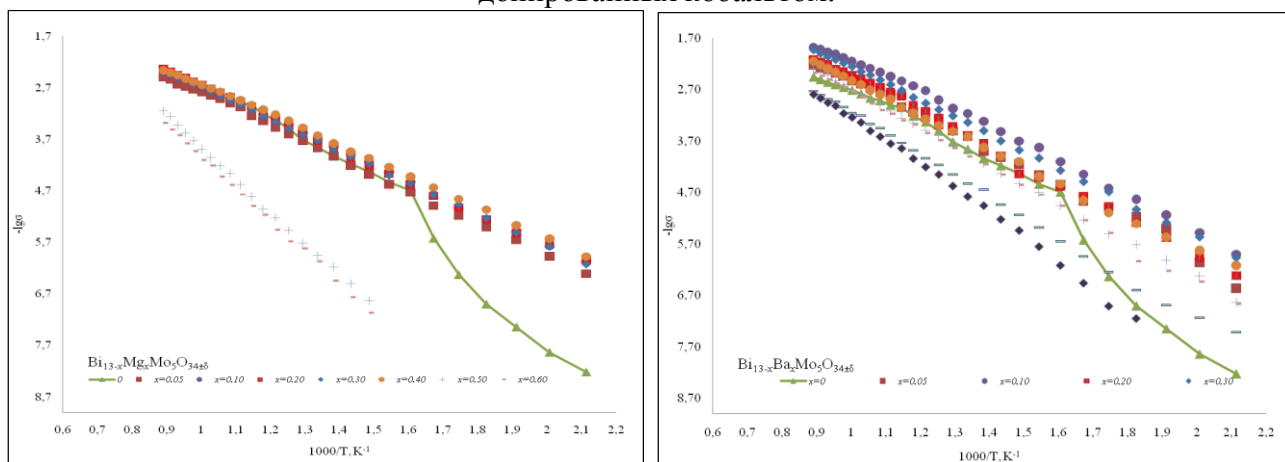 допированных кобальтом.
1,7
2,7
3,7
4,7
5,7
6,7
7,7
8,7
-lgσ
Bi13-xMgxMo5O34±δ
0 x=0.05 x=0.10 x=0.20 x=0.30 x=0.40 x=0.50 x=0.60
0,6 0,7 0,8 0,9 1 1,1 1,2 1,3 1,4 1,5 1,6 1,7 1,8 1,9 2 2,1 2,2
1000/T, K-1
1,70
2,70
3,70
4,70
5,70
6,70
7,70
8,70
-lgσ
Bi13-xBaxMo5O34±δ
x=0 x=0.05 x=0.10 x=0.20 x=0.30
0,6 0,7 0,8 0,9 1 1,1 1,2 1,3 1,4 1,5 1,6 1,7 1,8 1,9 2 2,1 2,2
1000/T, K-1